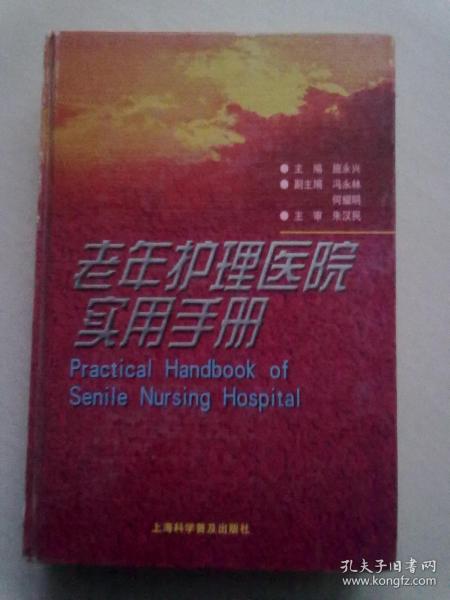 ● 主 编 施永兴
● 副主编 冯永林
何耀明
● 主 审 朱汉民
老年护理医院
实用手册
Practical Handbook of
Senile Nursing Hospital
上海科学普及出版社
孔夫子旧书网
www.kongfz.com